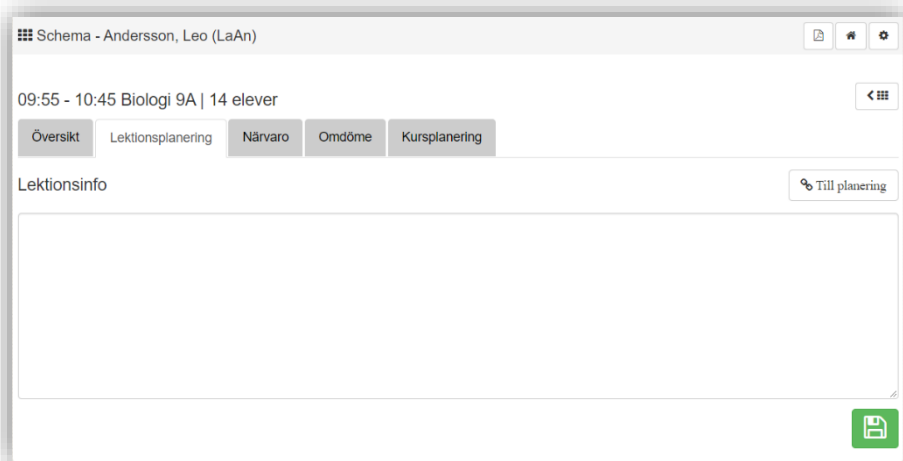 Schema - Andersson, Leo (LaAn)
09:55 - 10:45 Biologi 9A | 14 elever
Översikt Lektionsplanering Närvaro Omdöme Kursplanering
Lektionsinfo Till planering